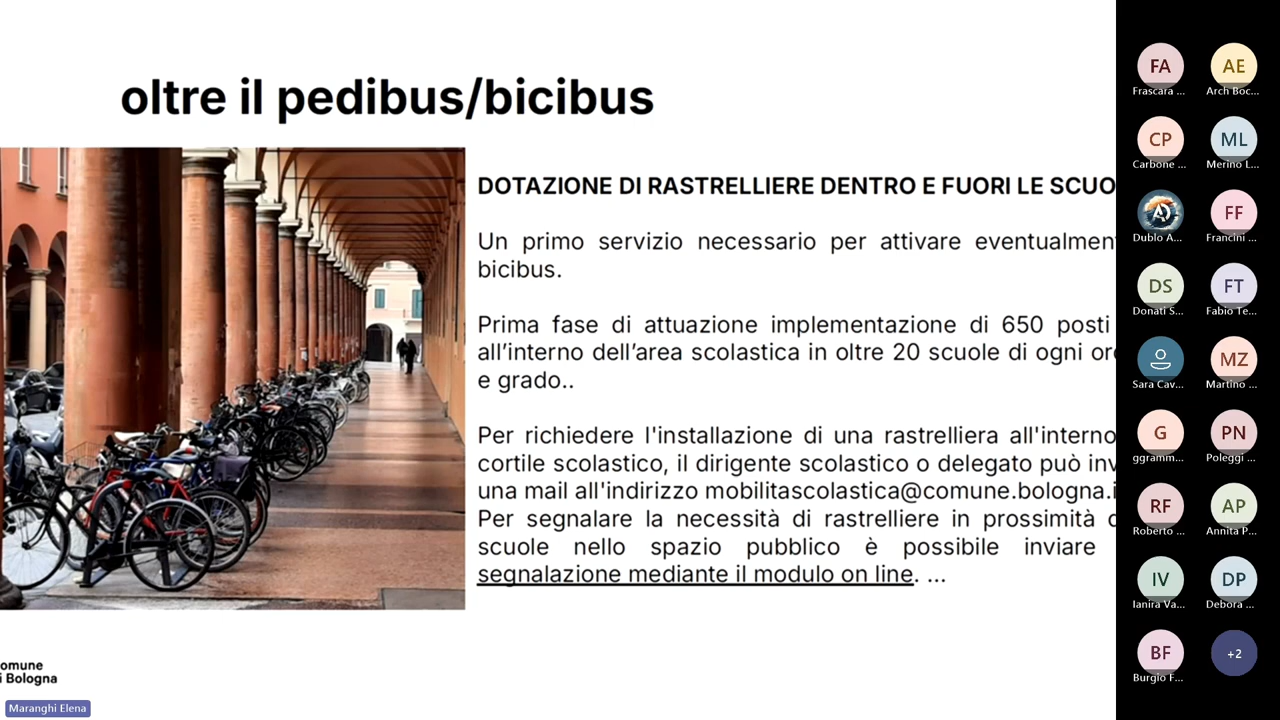 oltre il pedibus/bicibus
DOTAZIONE DI RASTRELLIERE DENTRO E FUORI LE SCUO
Un primo servizio necessario per attivare eventualmen
bicibus.
Prima fase di attuazione implementazione di 650 posti
all’interno dell’area scolastica in oltre 20 scuole di ogni or
e grado..
Per richiedere l'installazione di una rastrelliera all'interno
cortile scolastico, il dirigente scolastico o delegato può inv
una mail all'indirizzo mobilitascolastica@comune.bologna.i
Per segnalare la necessità di rastrelliere in prossimità d
scuole nello spazio pubblico è possibile inviare
segnalazione mediante il modulo on line. ...
omune
i Bologna
Maranghi Elena
FA
Frascara ...
AE
Arch Boc...
CP
Carbone ...
ML
Merino L...
AD
Dublo A...
FF
Francini ...
DS
Donati S...
FT
Fabio Te...
Sara Cav...
MZ
Martino ...
G
ggramm...
PN
Poleggi ...
RF
Roberto ...
AP
Annita P...
IV
Ianira Va...
DP
Debora ...
BF
Burgio F...
+2